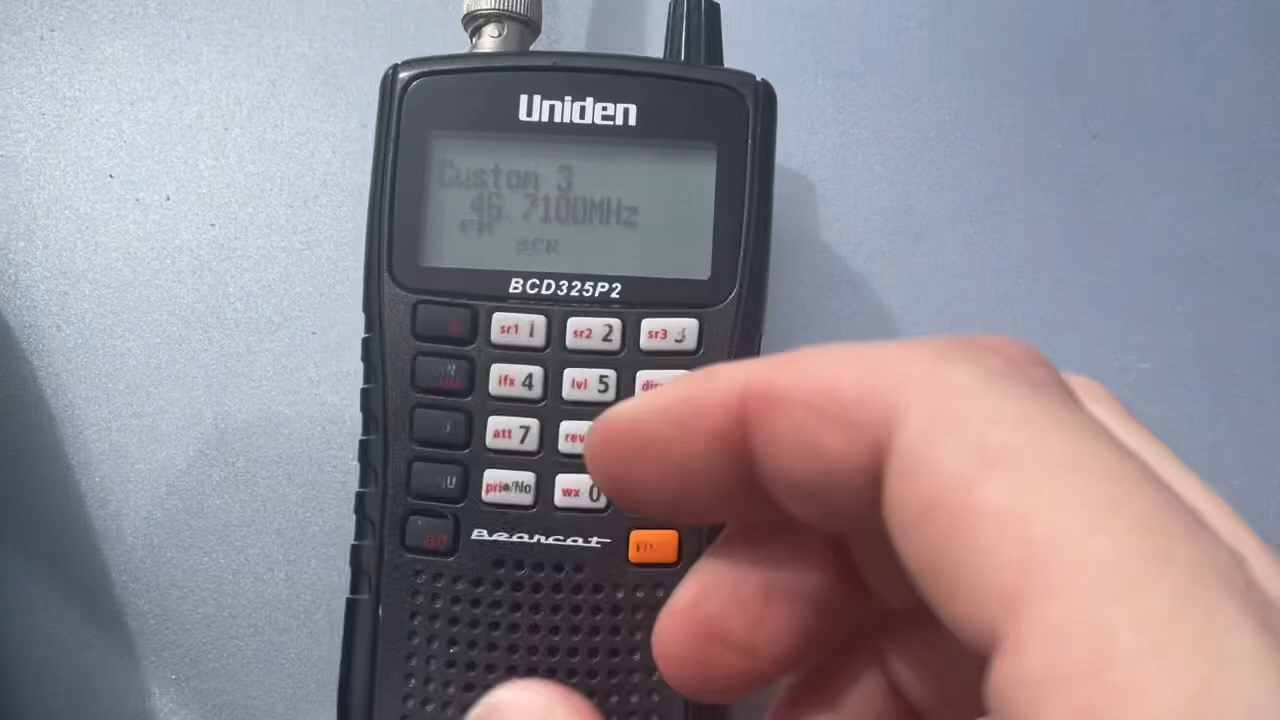 Uniden
Custom 3
46.7100MHz
FM
SCR
BCD325P2
sr1 1
sr2 2
sr3 3
ifx 4
lvl 5
att 7
rev
pri•/No
wx 0
Bearcat